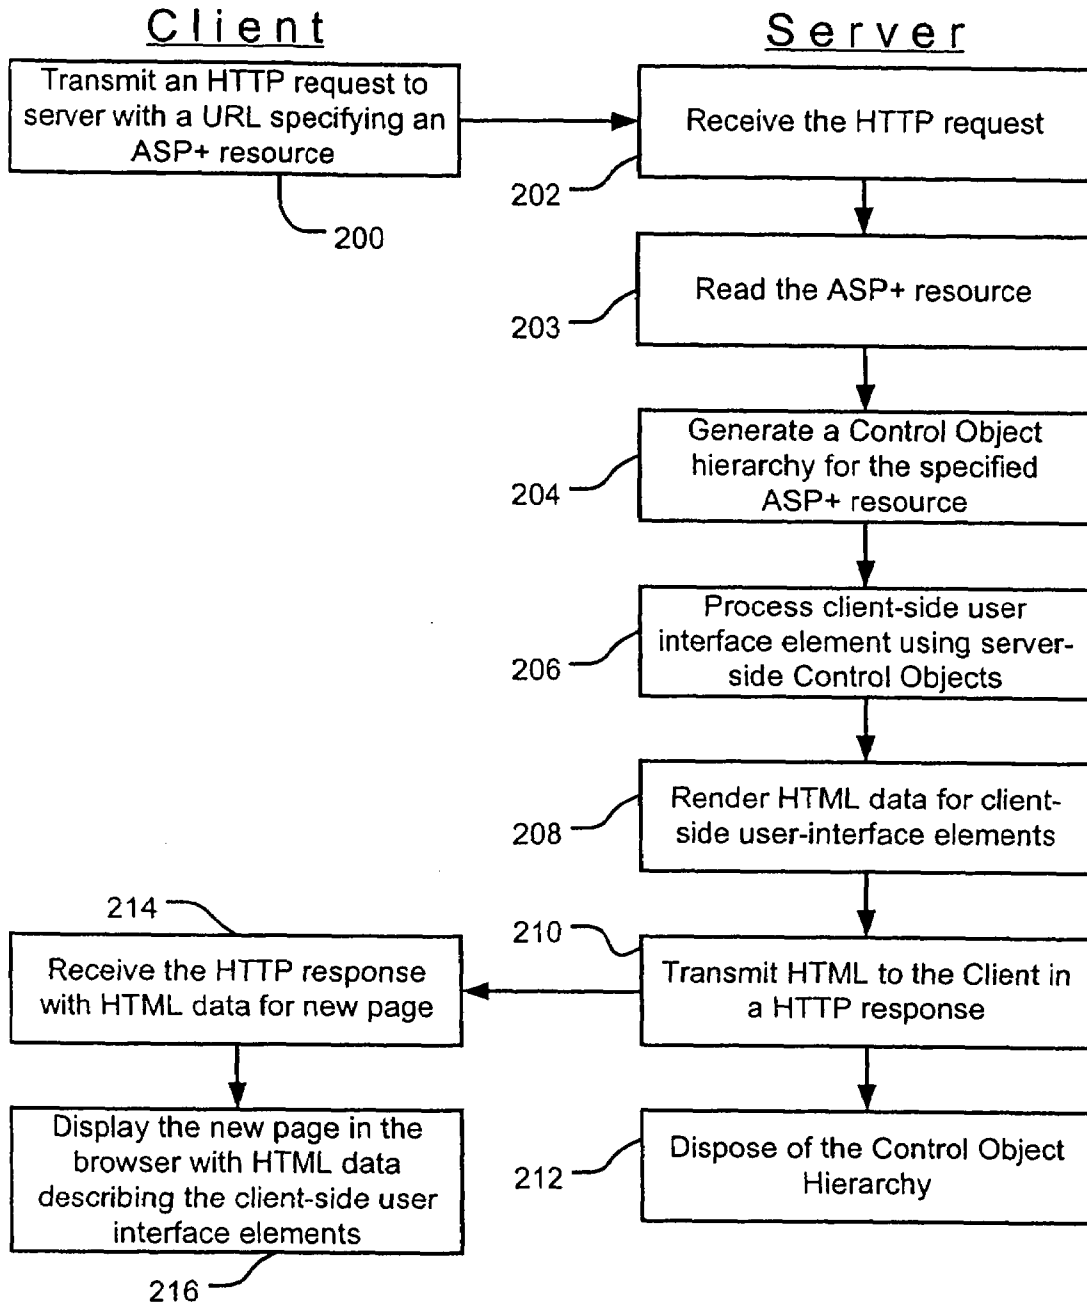 Client
Server
Transmit an HTTP request to
server with a URL specifying an
ASP+ resource
200
Receive the HTTP request
202
Read the ASP+ resource
203
Generate a Control Object
hierarchy for the specified
ASP+ resource
204
Process client-side user
interface element using server-
side Control Objects
206
Render HTML data for client-
side user-interface elements
208
Transmit HTML to the Client in
a HTTP response
210
Dispose of the Control Object
Hierarchy
212
214
Receive the HTTP response
with HTML data for new page
Display the new page in the
browser with HTML data
describing the client-side user
interface elements
216